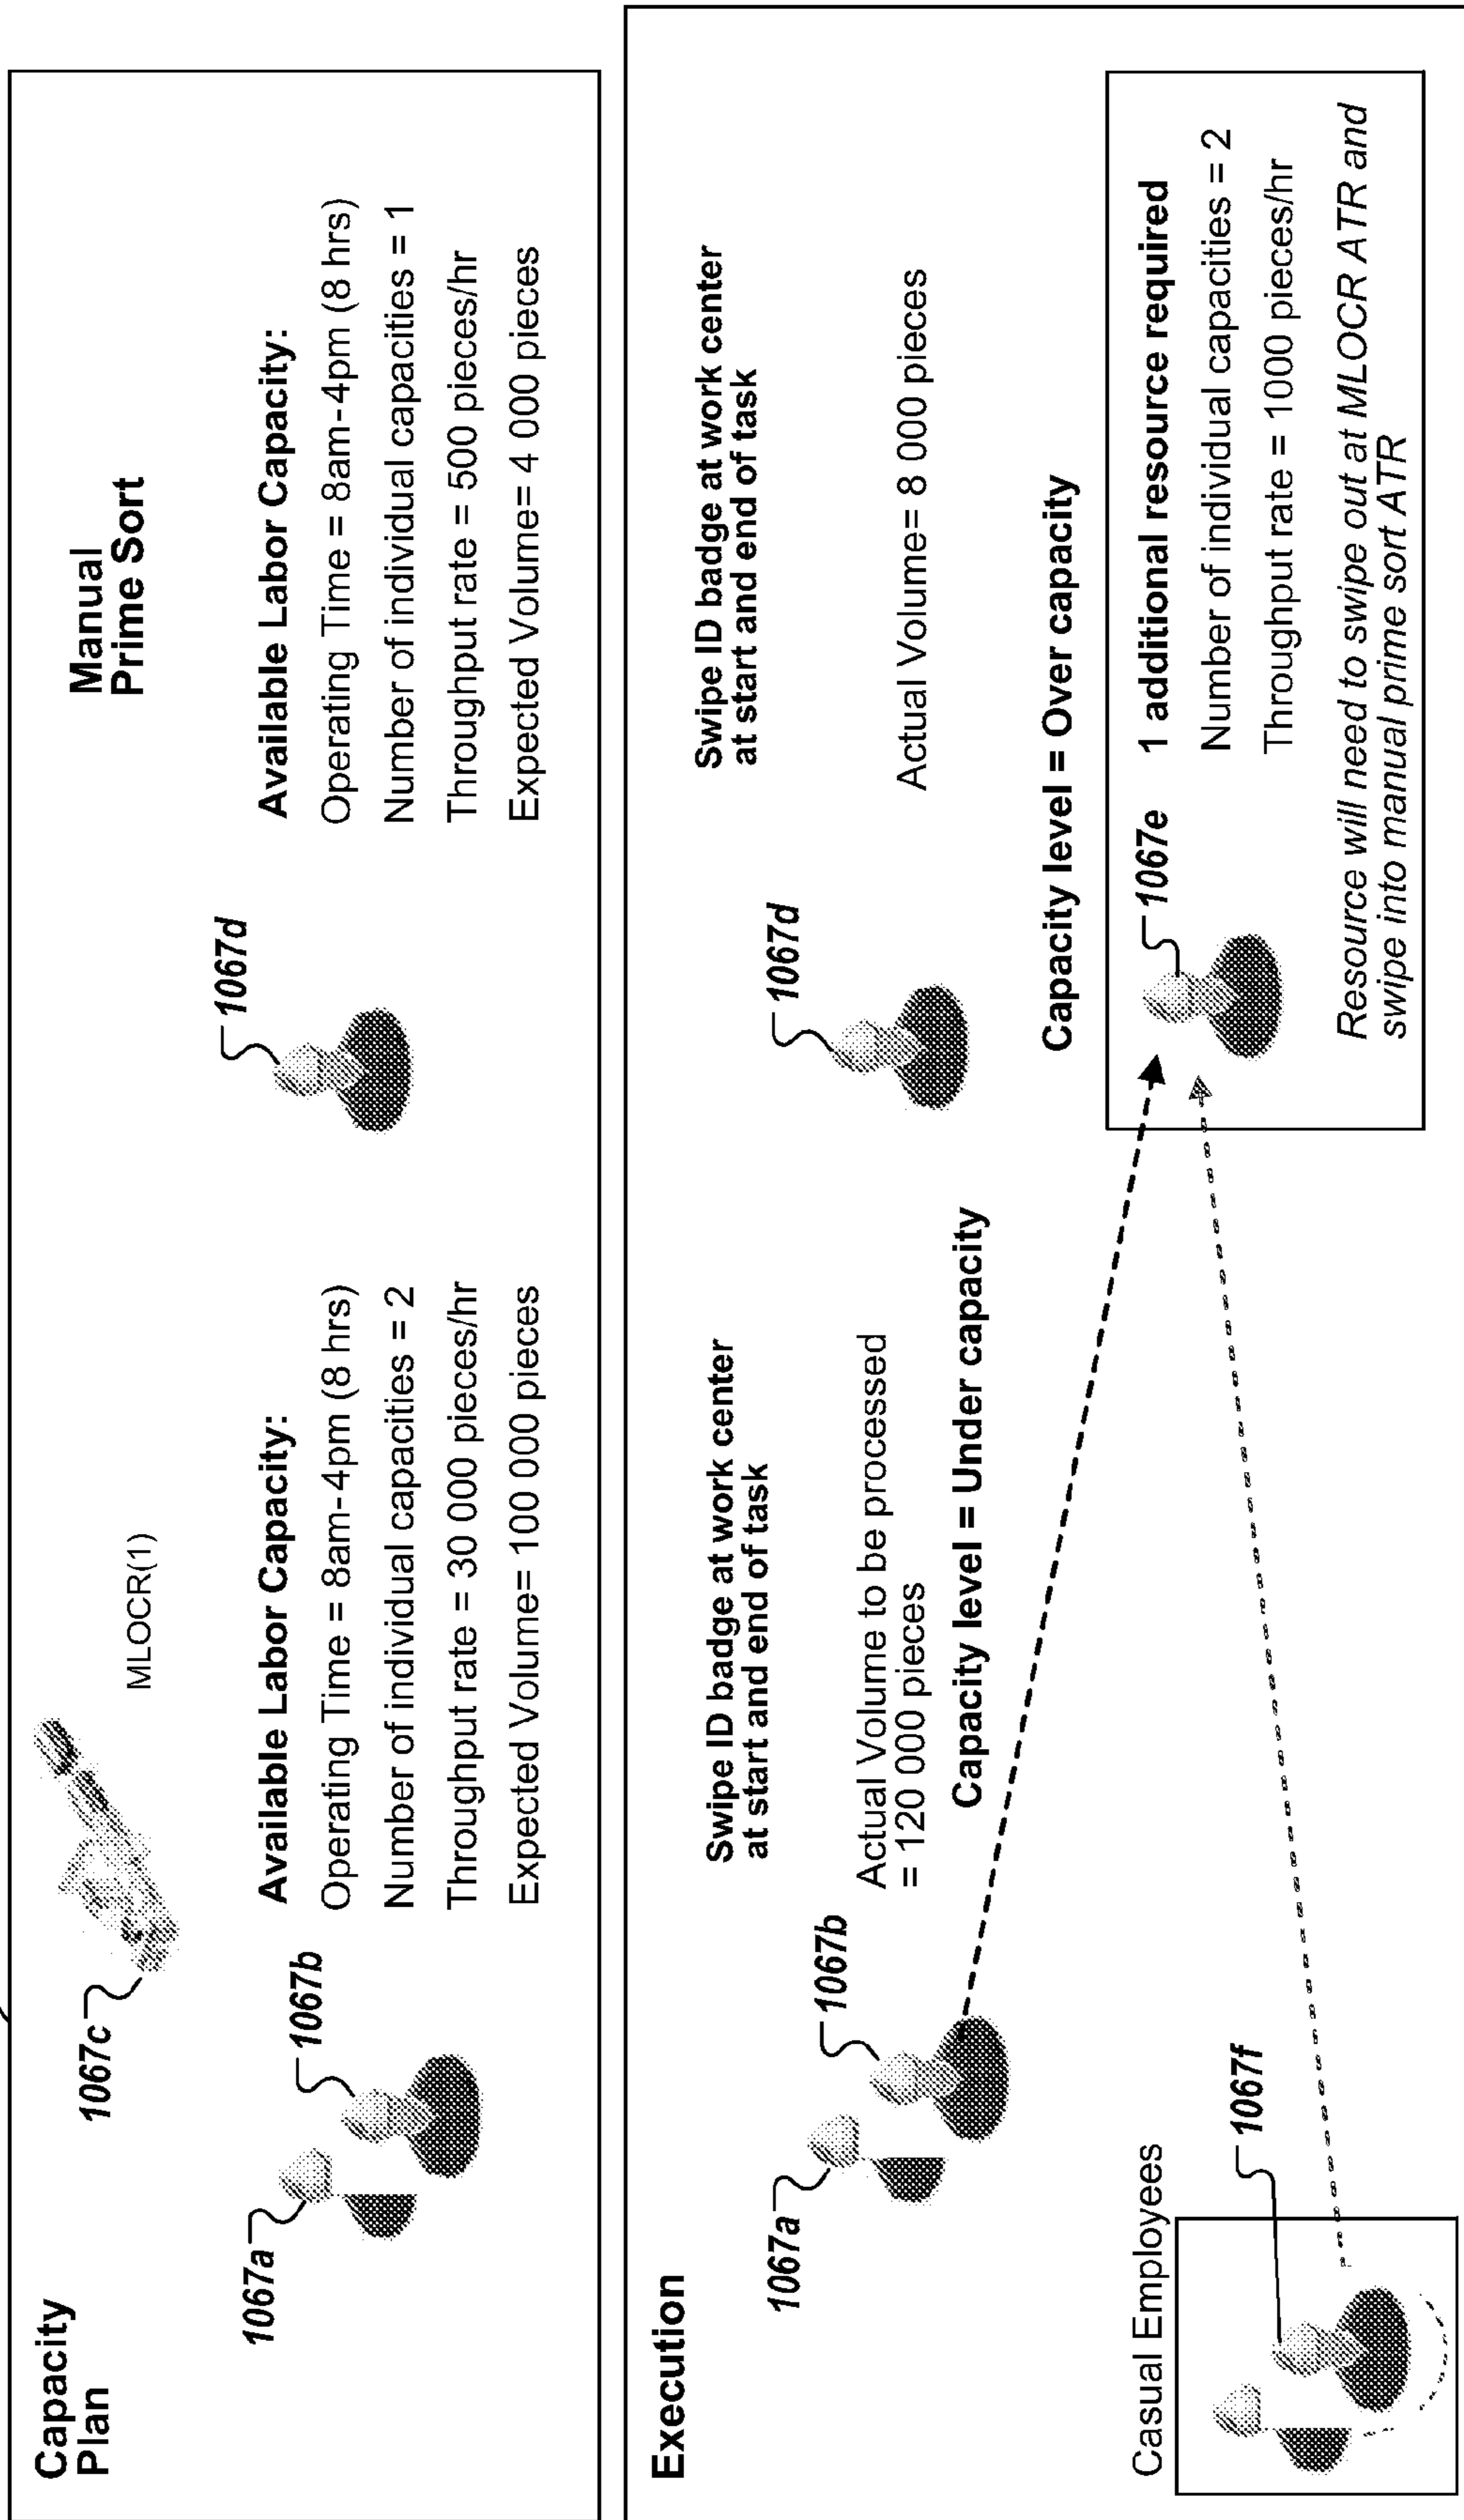 Capacity
Plan
1067c
MLOCR(1)
Manual
Prime Sort
1067a
1067b
Available Labor Capacity:
Operating Time = 8am-4pm (8 hrs)
Number of individual capacities = 2
Throughput rate = 30 000 pieces/hr
Expected Volume= 100 000 pieces
1067d
Available Labor Capacity:
Operating Time = 8am-4pm (8 hrs)
Number of individual capacities = 1
Throughput rate = 500 pieces/hr
Expected Volume= 4 000 pieces
Execution
1067a
1067b
Swipe ID badge at work center
at start and end of task
Actual Volume to be processed
= 120 000 pieces
Capacity level = Under capacity
1067d
Swipe ID badge at work center
at start and end of task
Actual Volume= 8 000 pieces
Capacity level = Over capacity
Casual Employees
1067f
1067e
1 additional resource required
Number of individual capacities = 2
Throughput rate = 1000 pieces/hr
Resource will need to swipe out at MLOCR ATR and
swipe into manual prime sort ATR